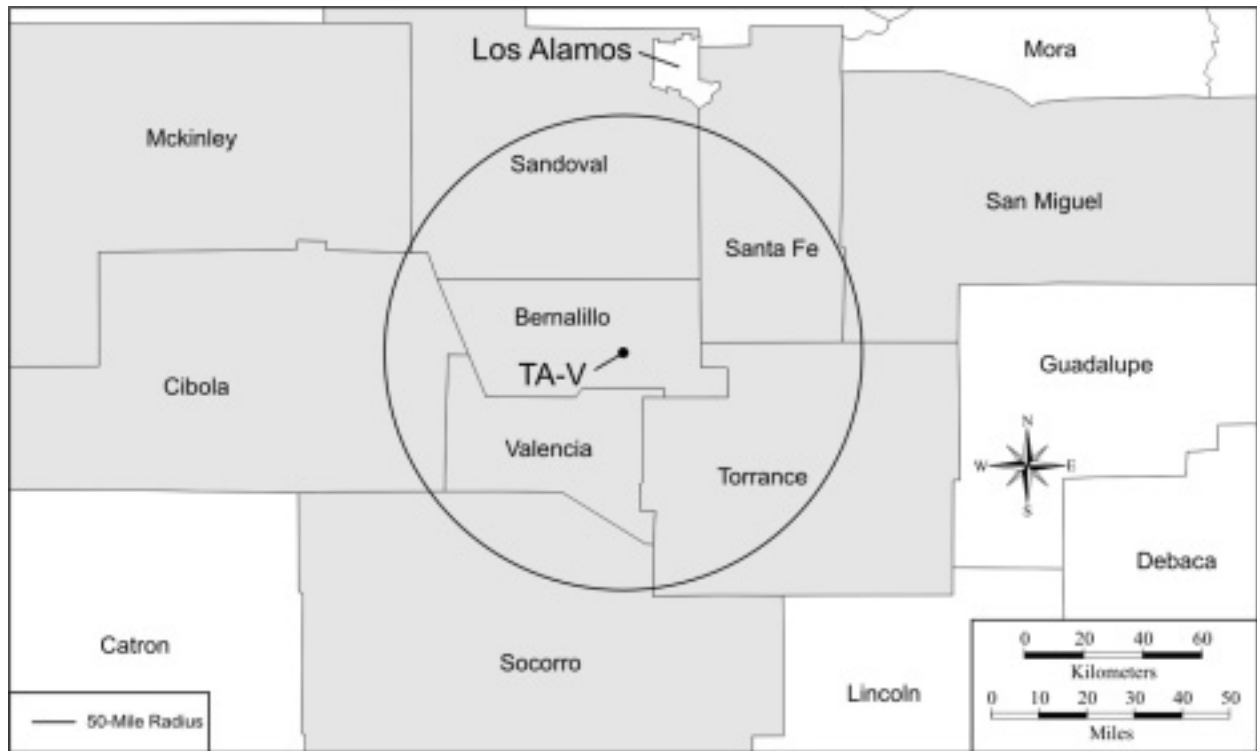 Los Alamos
Mora
Mckinley
Sandoval
San Miguel
Santa Fe
Bernalillo
TA-V
Guadalupe
Cibola
N
W E
S
Valencia
Torrance
Debaca
Catron
Socorro
Lincoln
50-Mile Radius
0 20 40 60
Kilometers
0 10 20 30 40 50
Miles